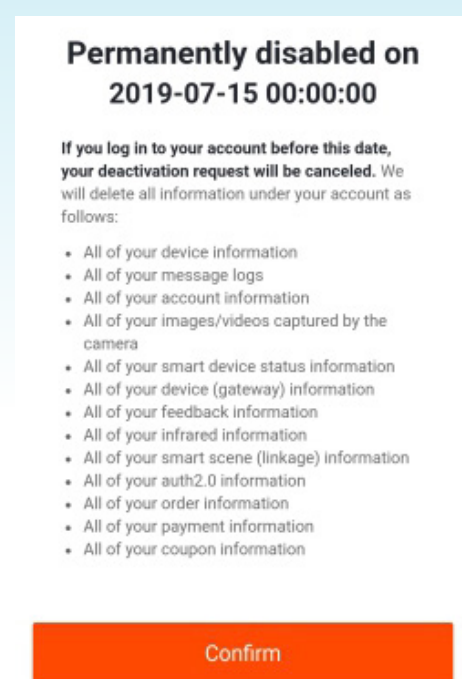 Permanently disabled on
2019-07-15 00:00:00
If you log in to your account before this date,
your deactivation request will be canceled. We
will delete all information under your account as
follows:
• All of your device information
• All of your message logs
• All of your account information
• All of your images/videos captured by the
camera
• All of your smart device status information
• All of your device (gateway) information
• All of your feedback information
• All of your infrared information
• All of your smart scene (linkage) information
• All of your auth2.0 information
• All of your order information
• All of your payment information
• All of your coupon information
Confirm